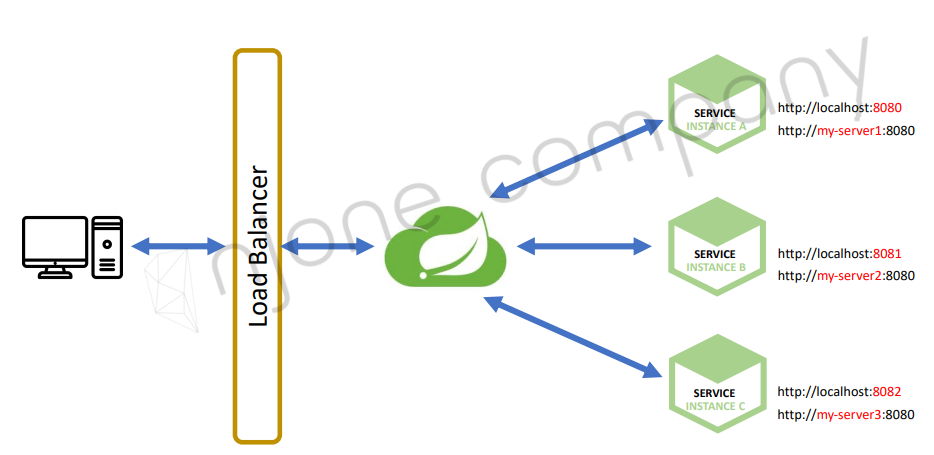 Load Balancer
SERVICE
INSTANCE A
http://localhost:8080
http://my-server1:8080
SERVICE
INSTANCE B
http://localhost:8081
http://my-server2:8080
SERVICE
INSTANCE C
http://localhost:8082
http://my-server3:8080
njone company